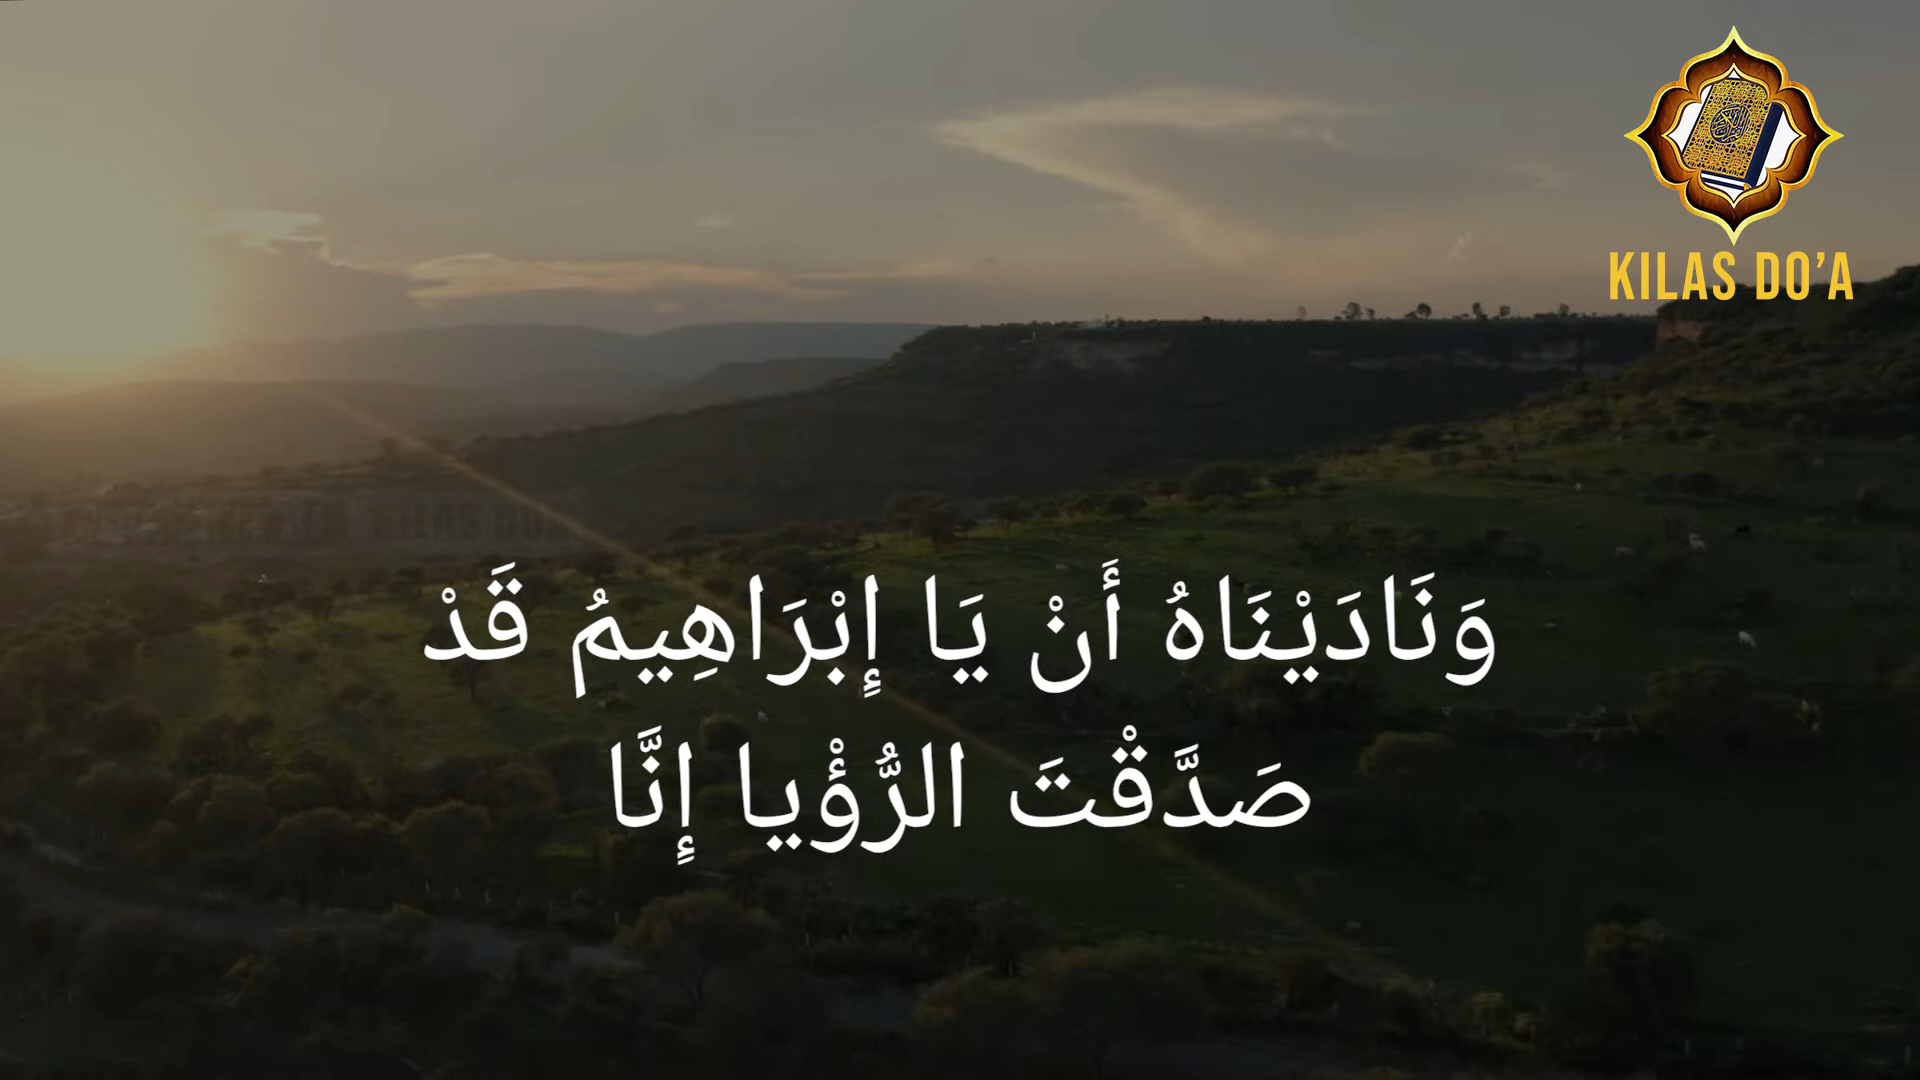 KILAS DO’A
وَنَادَيْنَاهُ أَنْ يَا إِبْرَاهِيمُ قَدْ
صَدَّقْتَ الرُّؤْيا إِنَّا